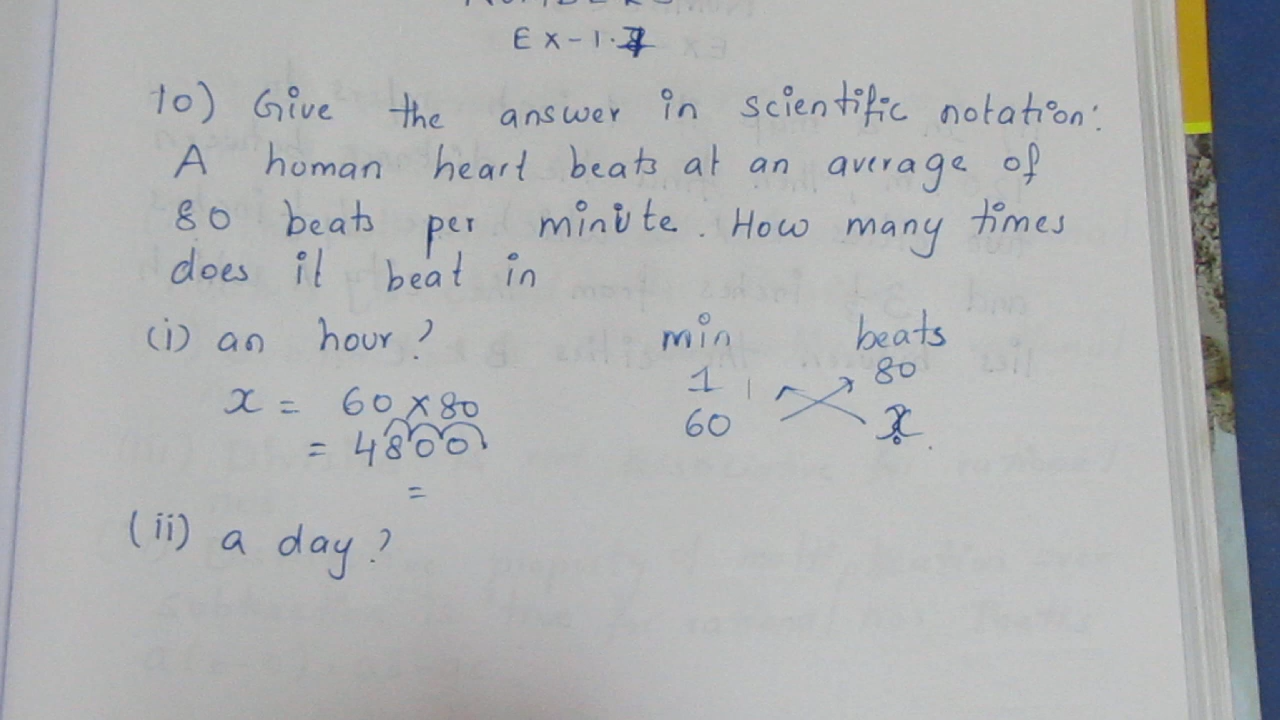 EX-1.
10) Give the answer in scientific notation:
A human heart beats at an average of
80 beats per minute. How many times
does it beat in
(i) an hour?
min beats
1 80
60 x
x = 60 x 80
= 4800
=
(ii) a day?